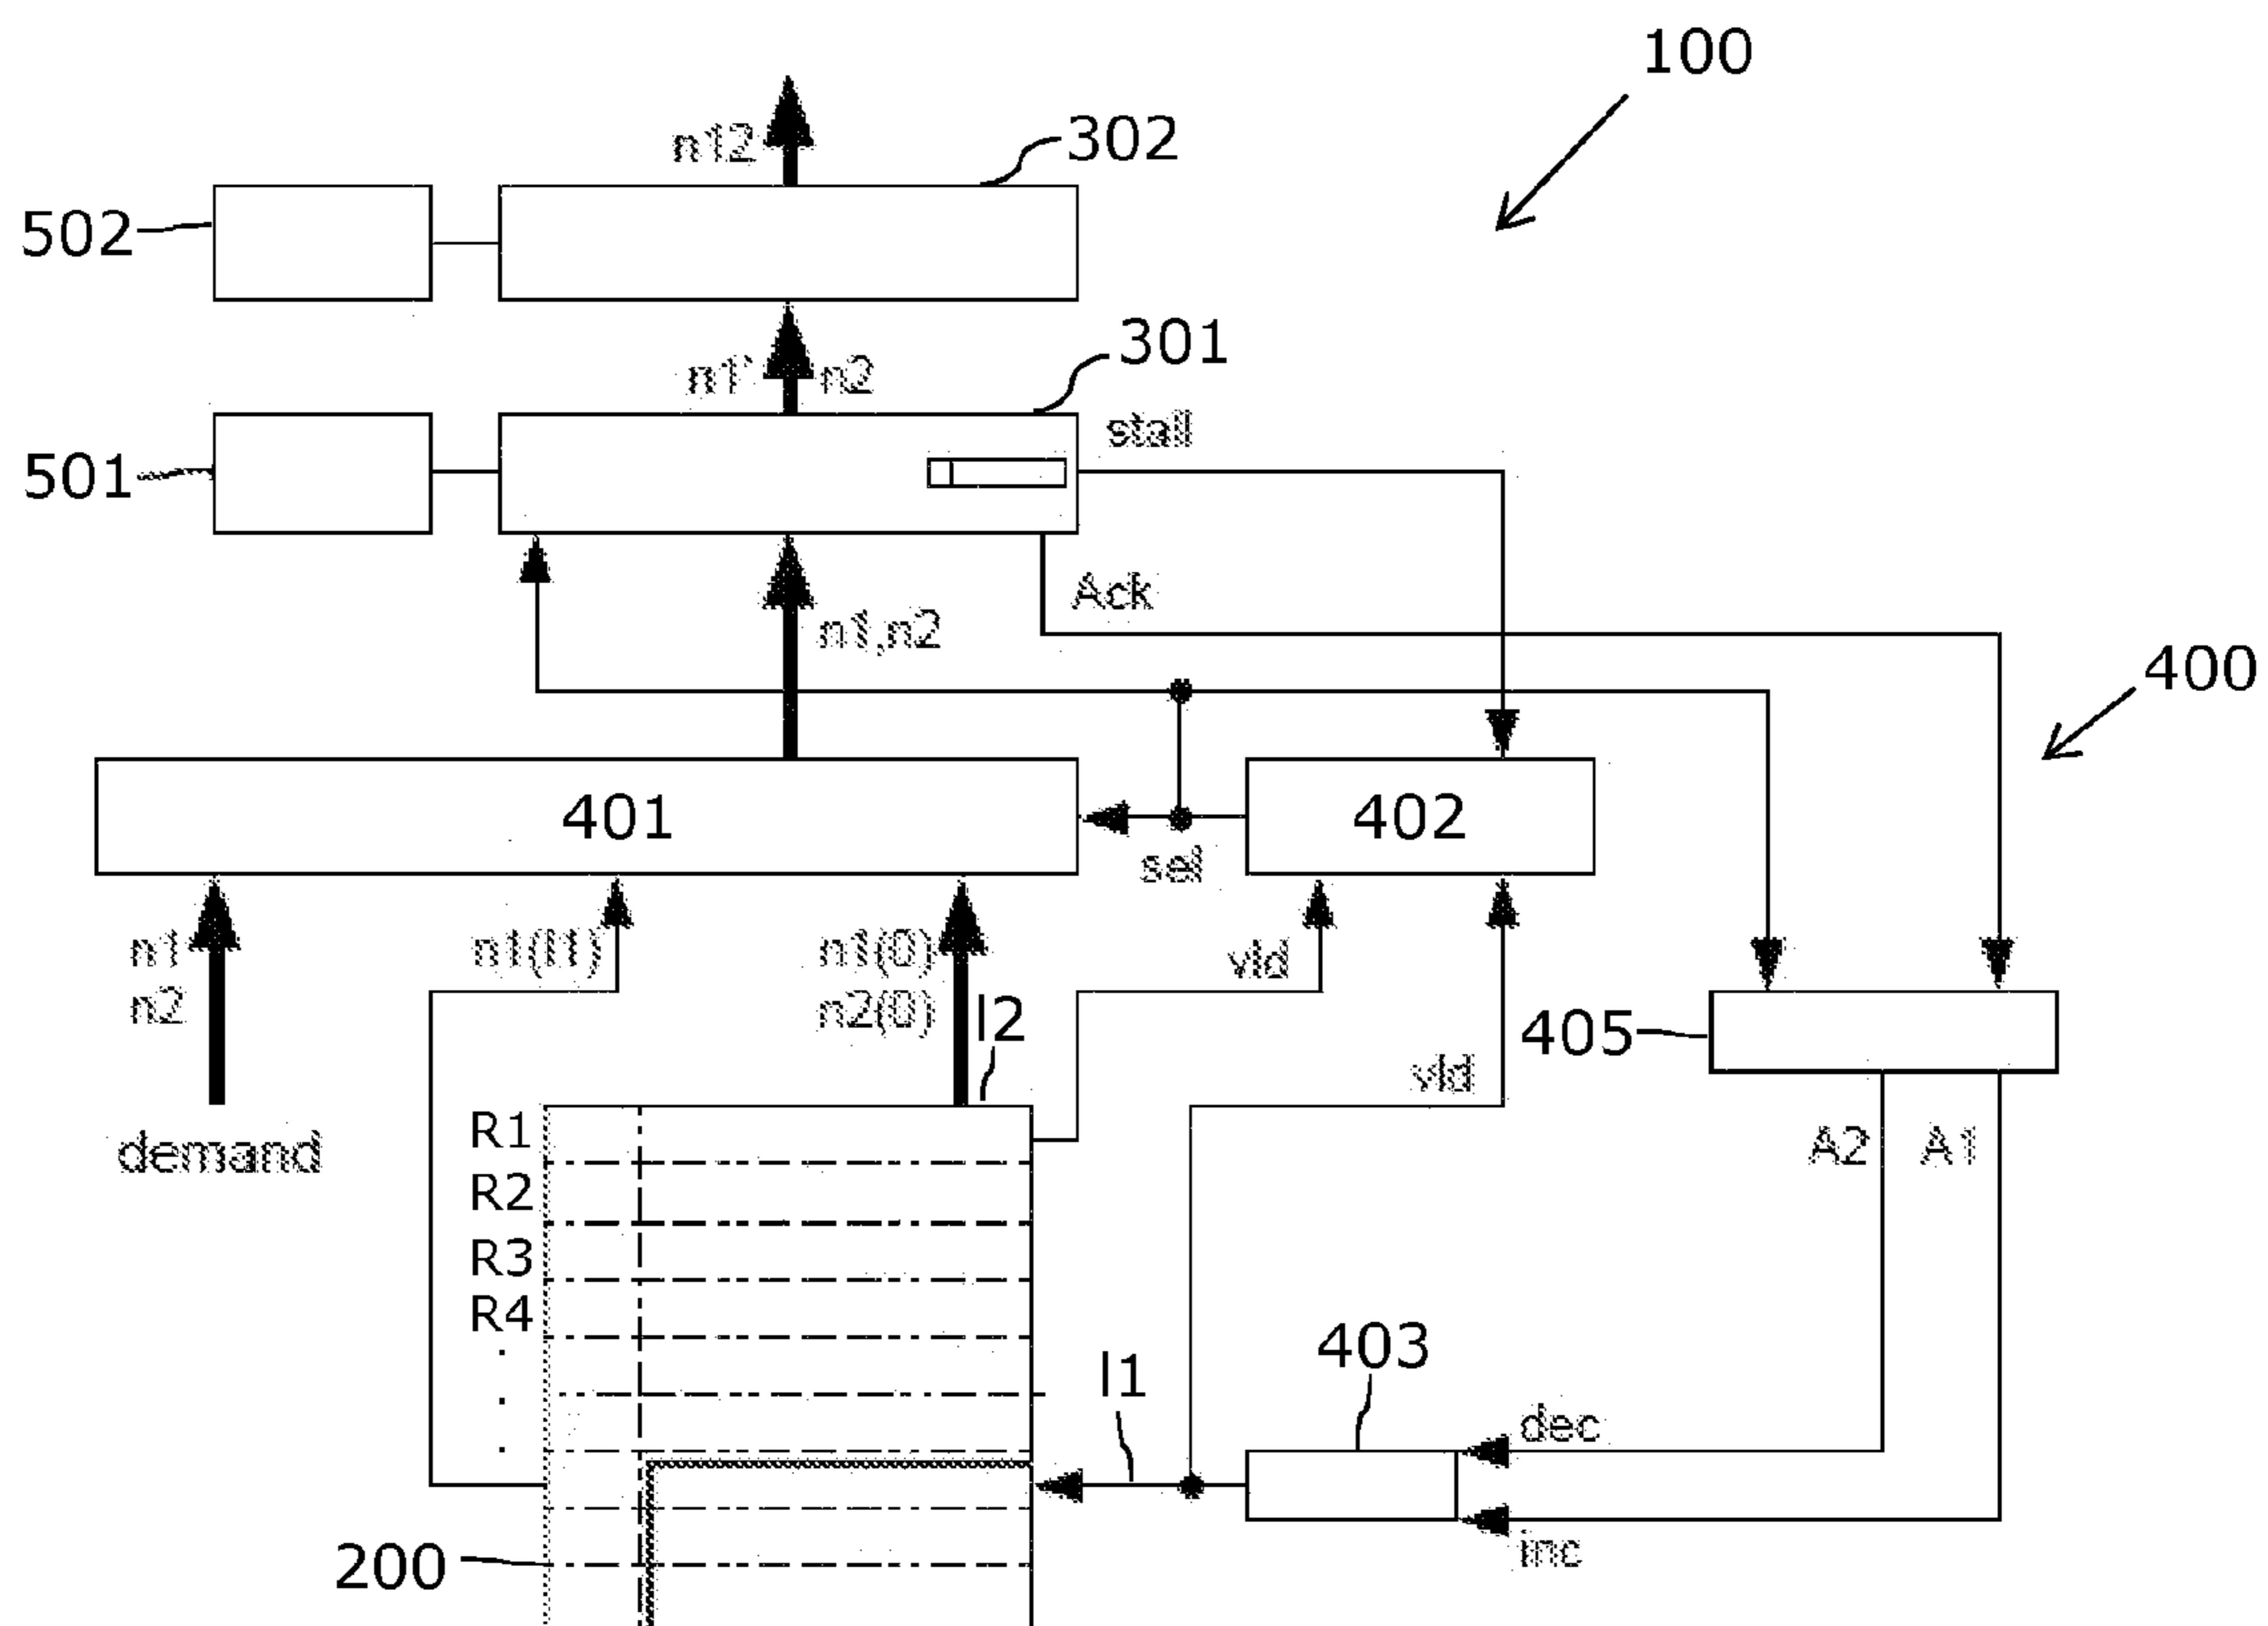 100
n12
302
502
n1' n2
301
stall
501
Ack
n1,n2
400
401
402
sel
n1
n2
n1(l1)
n1(0)
n2(0)
l2
vld
vld
405
demand
R1
R2
R3
R4
.
.
.
A2
A1
403
l1
dec
inc
200